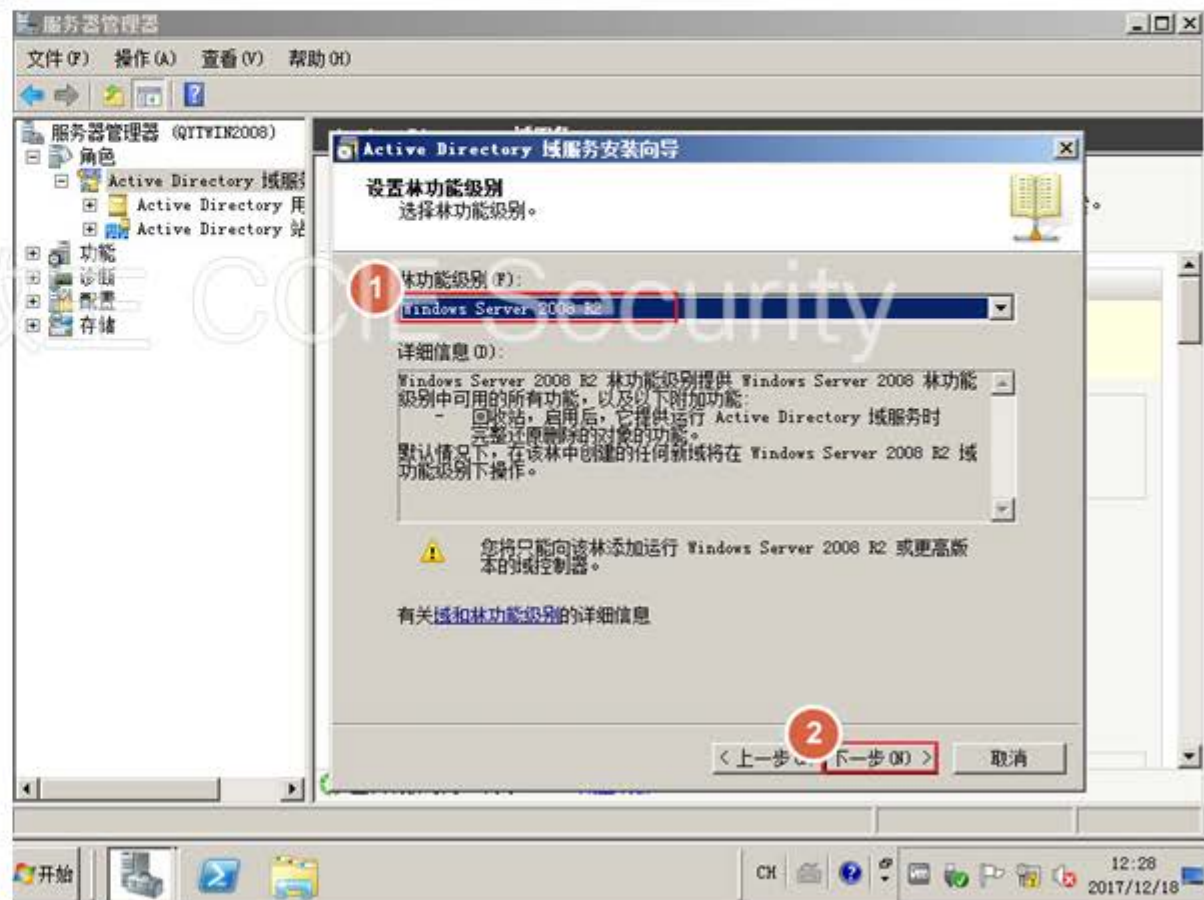 服务器管理器
文件(F) 操作(A) 查看(V) 帮助(H)
服务器管理器 (QYTWIN2008)
角色
Active Directory 域服务
Active Directory 用
Active Directory 站
功能
诊断
配置
存储
Active Directory 域服务安装向导
设置林功能级别
选择林功能级别。
CCIE Security
1
林功能级别(F):
Windows Server 2008 R2
详细信息(D):
Windows Server 2008 R2 林功能级别提供 Windows Server 2008 林功能
级别中可用的所有功能，以及以下附加功能:
- 回收站，启用后，它提供运行 Active Directory 域服务时
完整还原删除的对象的功能。
默认情况下，在该林中创建的任何新域将在 Windows Server 2008 R2 域
功能级别下操作。
您将只能向该林添加运行 Windows Server 2008 R2 或更高版
本的域控制器。
有关域和林功能级别的详细信息
2
< 上一步
下一步(N) >
取消
开始
CH
12:28
2017/12/18